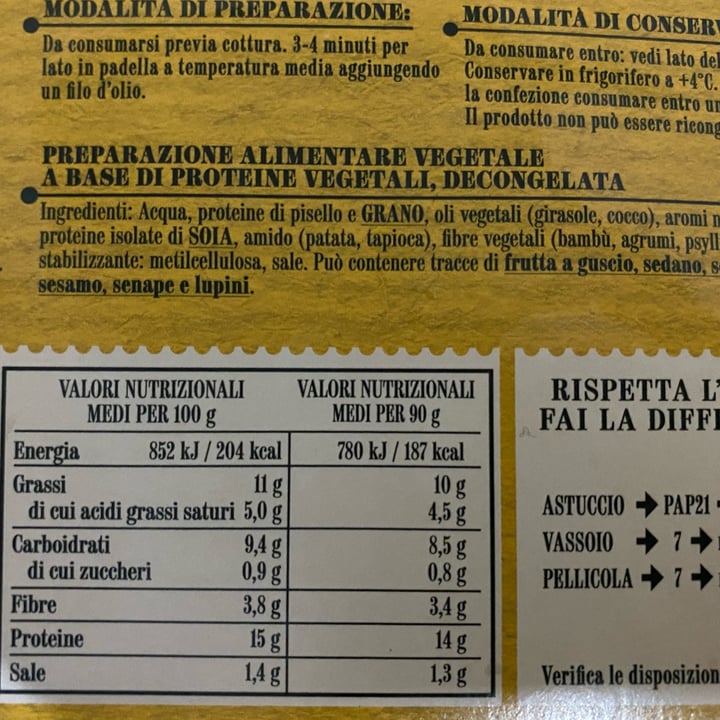 MODALITÀ DI PREPARAZIONE:
Da consumarsi previa cottura. 3-4 minuti per
lato in padella a temperatura media aggiungendo
un filo d'olio.
MODALITÀ DI
Da consumare entro: vedi lato
Conservare in frigorifero a +4°C.
la confezione consumare entro
Il prodotto non può essere
PREPARAZIONE ALIMENTARE VEGETALE
A BASE DI PROTEINE VEGETALI, DECONGELATA
Ingredienti: Acqua, proteine di pisello e GRANO, oli vegetali (girasole, cocco), aromi
proteine isolate di SOIA, amido (patata, tapioca), fibre vegetali (bambù, agrumi,
stabilizzante: metilcellulosa, sale. Può contenere tracce di frutta a guscio, sedano,
sesamo, senape e lupini.
VALORI NUTRIZIONALI
MEDI PER 100 g
VALORI NUTRIZIONALI
MEDI PER 90 g
Energia 852 kJ / 204 kcal 780 kJ / 187 kcal
Grassi 11 g 10 g
di cui acidi grassi saturi 5,0 g 4,5 g
Carboidrati 9,4 g 8,5 g
di cui zuccheri 0,9 g 0,8 g
Fibre 3,8 g 3,4 g
Proteine 15 g 14 g
Sale 1,4 g 1,3 g
RISPETTA L'
FAI LA
ASTUCCIO ➔ PAP21
VASSOIO ➔ 7 ➔
PELLICOLA ➔ 7 ➔
Verifica le